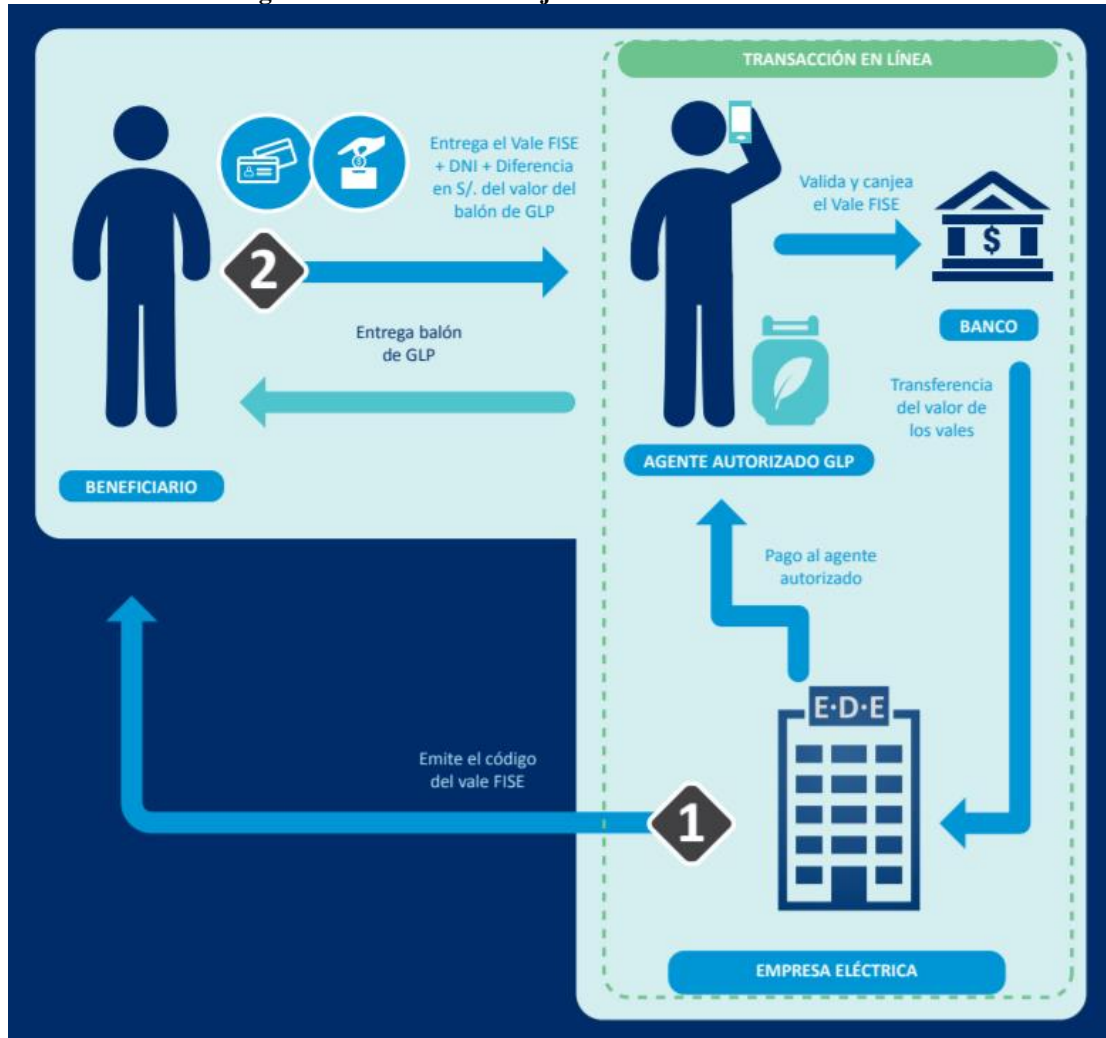 TRANSACCIÓN EN LÍNEA
Entrega el Vale FISE
+ DNI + Diferencia
en S/. del valor del
balón de GLP
2
Entrega balón
de GLP
BENEFICIARIO
Valida y canjea
el Vale FISE
$
BANCO
AGENTE AUTORIZADO GLP
Transferencia
del valor de
los vales
Pago al agente
autorizado
E·D·E
Emite el código
del vale FISE
1
EMPRESA ELÉCTRICA